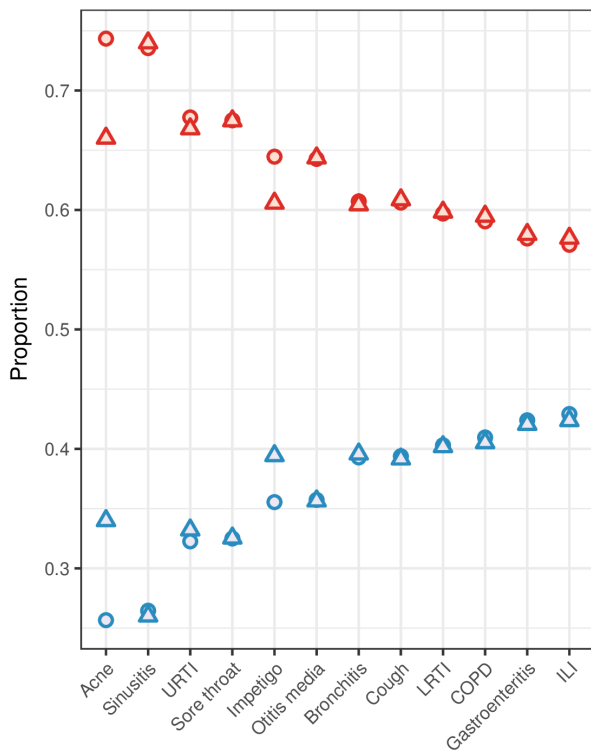 Proportion
0.7
0.6
0.5
0.4
0.3
Acne
Sinusitis
URTI
Sore throat
Impetigo
Otitis media
Bronchitis
Cough
LRTI
COPD
Gastroenteritis
ILI